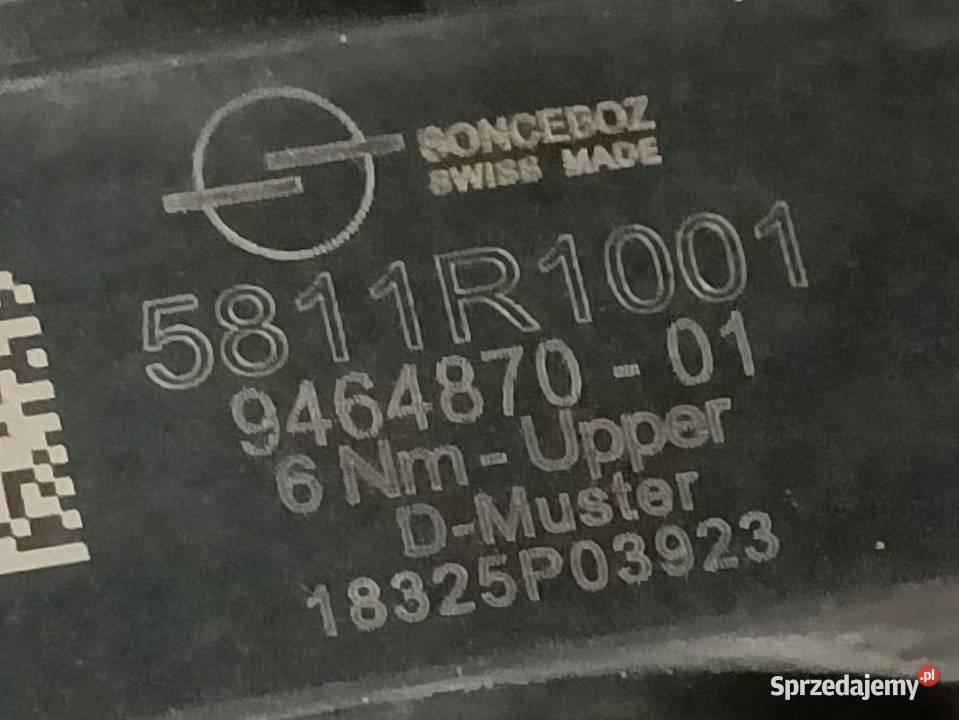 SONCEBOZ
SWISS MADE
5811R1001
9464870 - 01
6 Nm - Upper
D-Muster
18325P03923
Sprzedajemy.pl